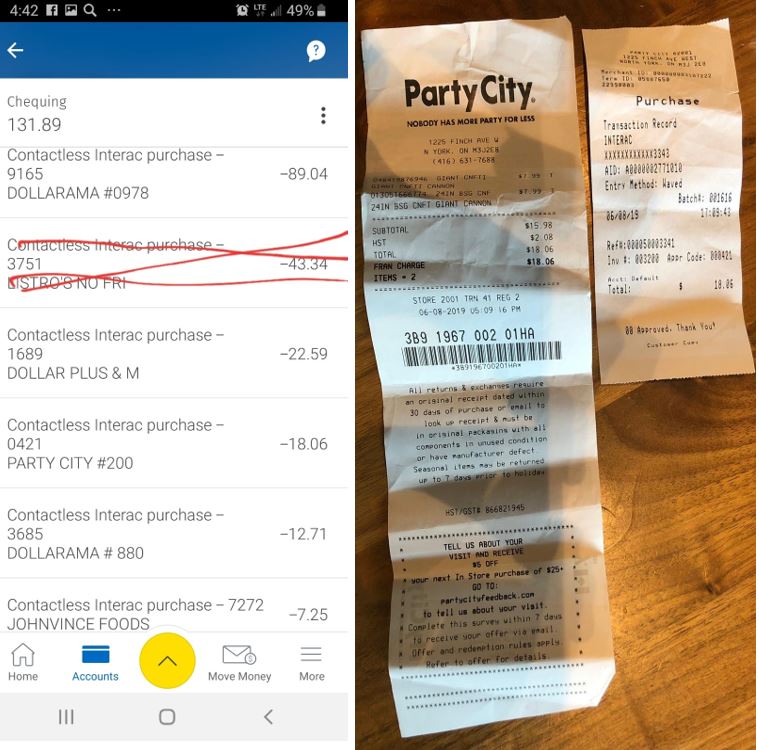 4:42
LTE
49%
?
Chequing
131.89
Contactless Interac purchase –
9165
–89.04
DOLLARAMA #0978
Contactless Interac purchase –
3751
–43.34
BISTRO'S NO FRI
Contactless Interac purchase –
1689
–22.59
DOLLAR PLUS & M
Contactless Interac purchase –
0421
–18.06
PARTY CITY #200
Contactless Interac purchase –
3685
–12.71
DOLLARAMA # 880
Contactless Interac purchase – 7272
–7.25
JOHNVINCE FOODS
Home
Accounts
Move Money
More
Party City
NOBODY HAS MORE PARTY FOR LESS
1225 FINCH AVE W
N YORK, ON M3J2E8
(416) 631-7688
GIANT CNFTI $7.99 T
GIANT CNFTI CANNON
24IN BSG CNF $7.99 T
24IN BSG CNFT GIANT CANNON
SUBTOTAL $15.98
HST $2.08
TOTAL $18.06
FRAN CHARGE $18.06
ITEMS = 2
STORE 2001 TRN 41 REG 2
06-08-2019 05:09 16 PM
3B9 1967 002 01HA
*3B9196700201HA*
All returns & exchanges require
an original receipt dated within
30 days of purchase or email to
look up receipt & must be
in original packaging with all
components in unused condition
or have manufacturer defect.
Seasonal items may be returned
up to 7 days prior to holiday
HST/GST# 866821945
TELL US ABOUT YOUR
VISIT AND RECEIVE
$5 OFF
your next In Store purchase of $25+
GO TO:
partycityfeedback.com
to tell us about your visit.
Complete this survey within 7 days
to receive your offer via email.
Offer and redemption rules apply.
Refer to offer for details.
PARTY CITY
1225 FINCH AVE WEST
NORTH YORK, ON M3J 2E8
Merchant ID:
Term ID: 05087650
Purchase
Transaction Record
INTERAC
XXXXXXXXXXXX3343
AID: A0000002771010
Entry Method: Waved
Batch#: 001616
06/08/19 17:09:43
Ref#:000050003341
Inv #: 003200 Appr Code: 000421
Acct: Default
Total: $ 18.06
00 Approved. Thank You!
Customer Copy